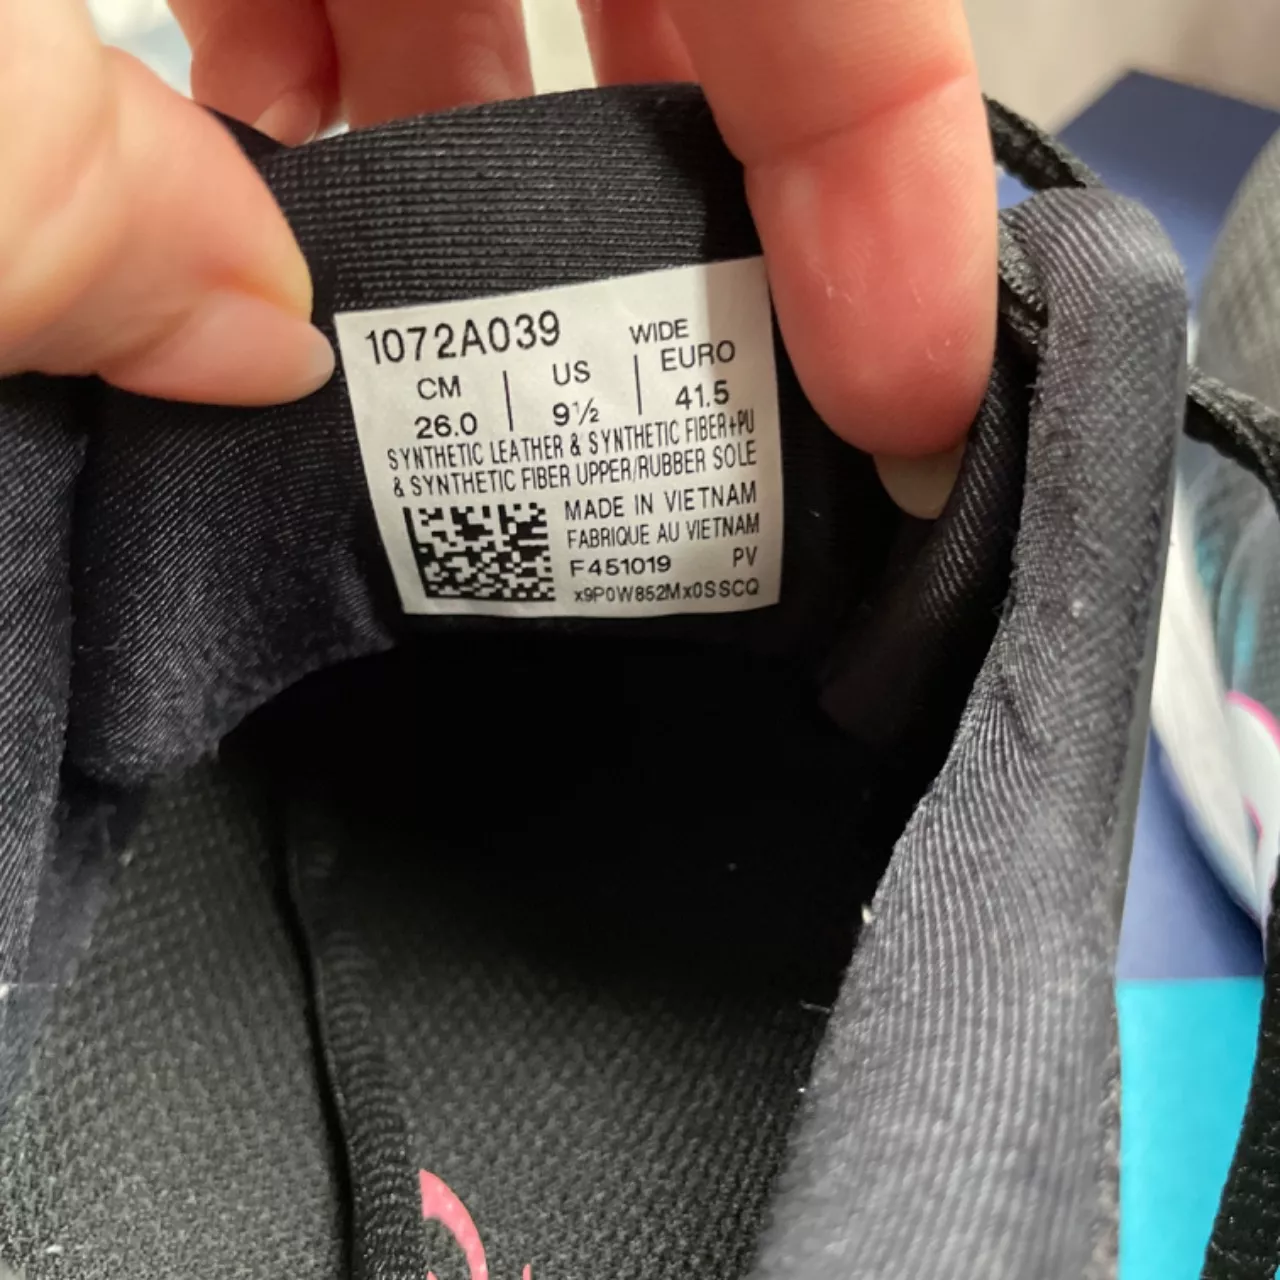 1072A039 WIDE
CM | US | EURO
26.0 | 9½ | 41.5
SYNTHETIC LEATHER & SYNTHETIC FIBER+PU
& SYNTHETIC FIBER UPPER/RUBBER SOLE
MADE IN VIETNAM
FABRIQUE AU VIETNAM
F451019 PV
x9P0W852Mx0SSCQ